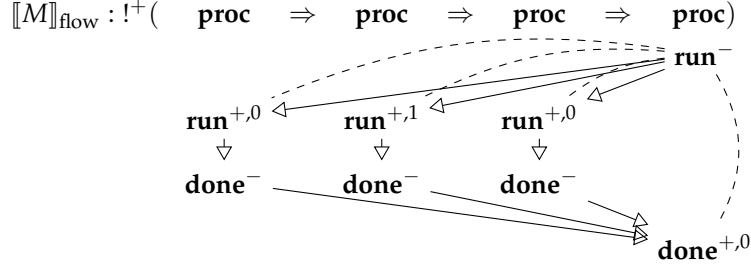 ⟦M⟧flow : !⁺( proc ⇒ proc ⇒ proc ⇒ proc)
run⁻
run⁺,⁰ run⁺,¹ run⁺,⁰
done⁻ done⁻ done⁻
done⁺,⁰